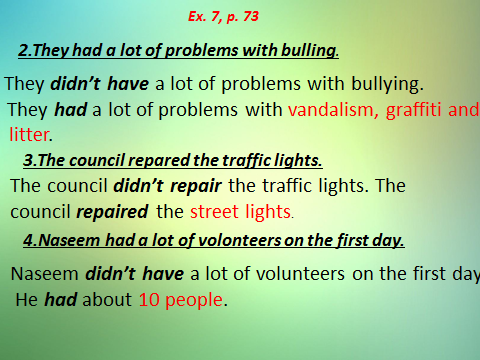 Ex. 7, p. 73
2.They had a lot of problems with bulling.
They didn't have a lot of problems with bullying.
They had a lot of problems with vandalism, graffiti and
litter.
3.The council repared the traffic lights.
The council didn't repair the traffic lights. The
council repaired the street lights.
4.Naseem had a lot of volonteers on the first day.
Naseem didn't have a lot of volunteers on the first day
He had about 10 people.